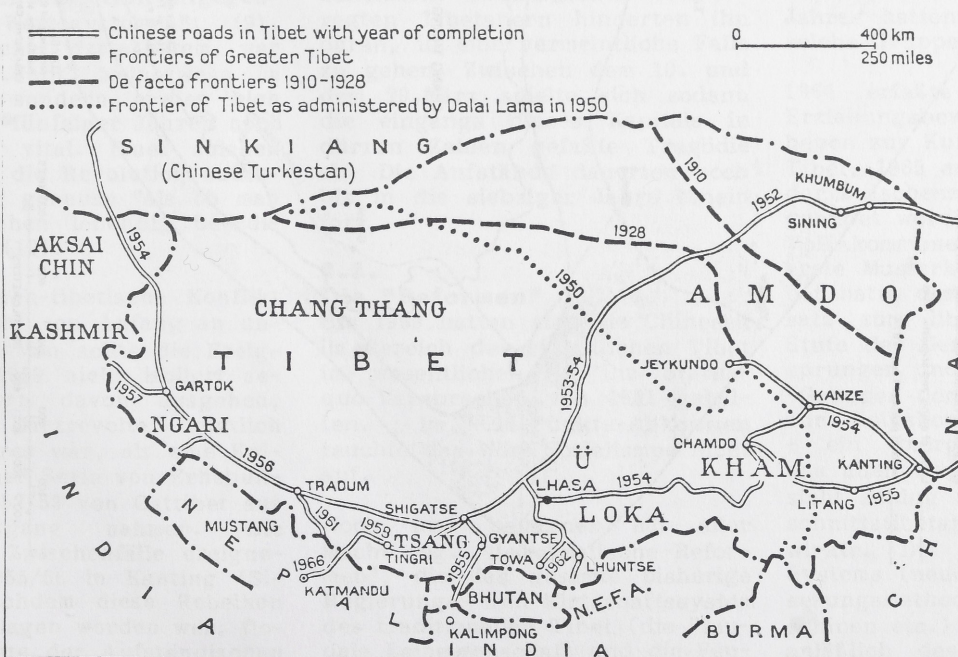 Chinese roads in Tibet with year of completion
Frontiers of Greater Tibet
De facto frontier 1910-1928
Frontier of Tibet as administered by Dalai Lama in 1950
0 400 km
250 miles
SINKIANG
(Chinese Turkestan)
1910
1952
KHUMBUM
SINING
AKSAI
CHIN
1954
1928
1950
AMDO
CHANGTHANG
KASHMIR
TIBET
1953-54
JEYKUNDO
1957
GARTOK
KANZE
NGARI
1954
CHAMDO
KHAM
KANTING
1956
Ü
LHASA
1954
LITANG
1955
TRADUM
LOKA
MUSTANG
1951
1959
SHIGATSE
TSANG
GYANTSE
TINGRI
TOWA
1962
LHUNTSE
1966
KATMANDU
1955
BHUTAN
N.E.F.A.
KALIMPONG
NEPAL
INDIA
INDIA
BURMA
CHINA